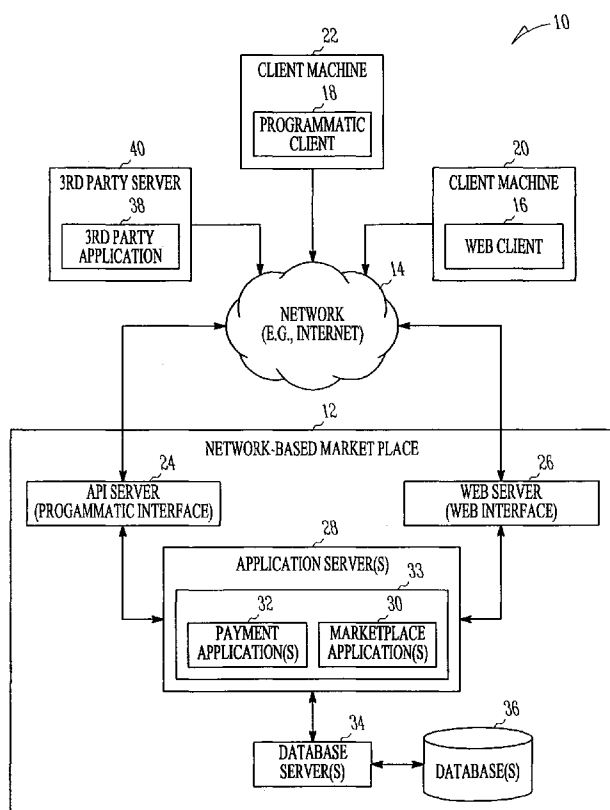 10
22
CLIENT MACHINE
18
PROGRAMMATIC
CLIENT
40
3RD PARTY SERVER
38
3RD PARTY
APPLICATION
20
CLIENT MACHINE
16
WEB CLIENT
14
NETWORK
(E.G., INTERNET)
12
NETWORK-BASED MARKET PLACE
24
API SERVER
(PROGAMMATIC INTERFACE)
26
WEB SERVER
(WEB INTERFACE)
28
APPLICATION SERVER(S)
33
32
PAYMENT
APPLICATION(S)
30
MARKETPLACE
APPLICATION(S)
34
DATABASE
SERVER(S)
36
DATABASE(S)